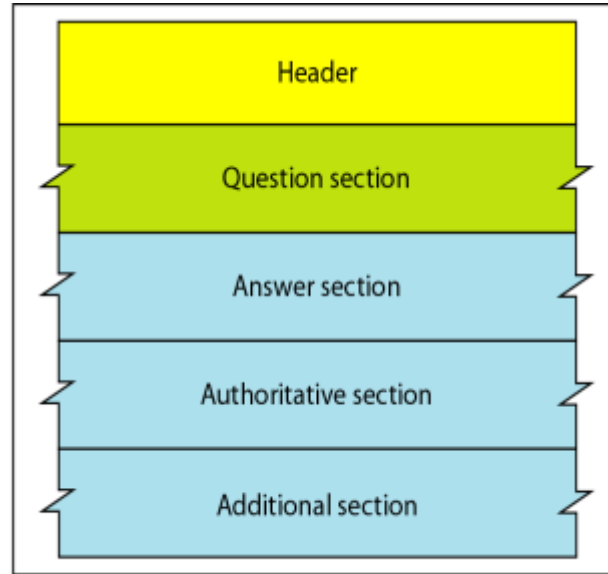 Header
Question section
Answer section
Authoritative section
Additional section